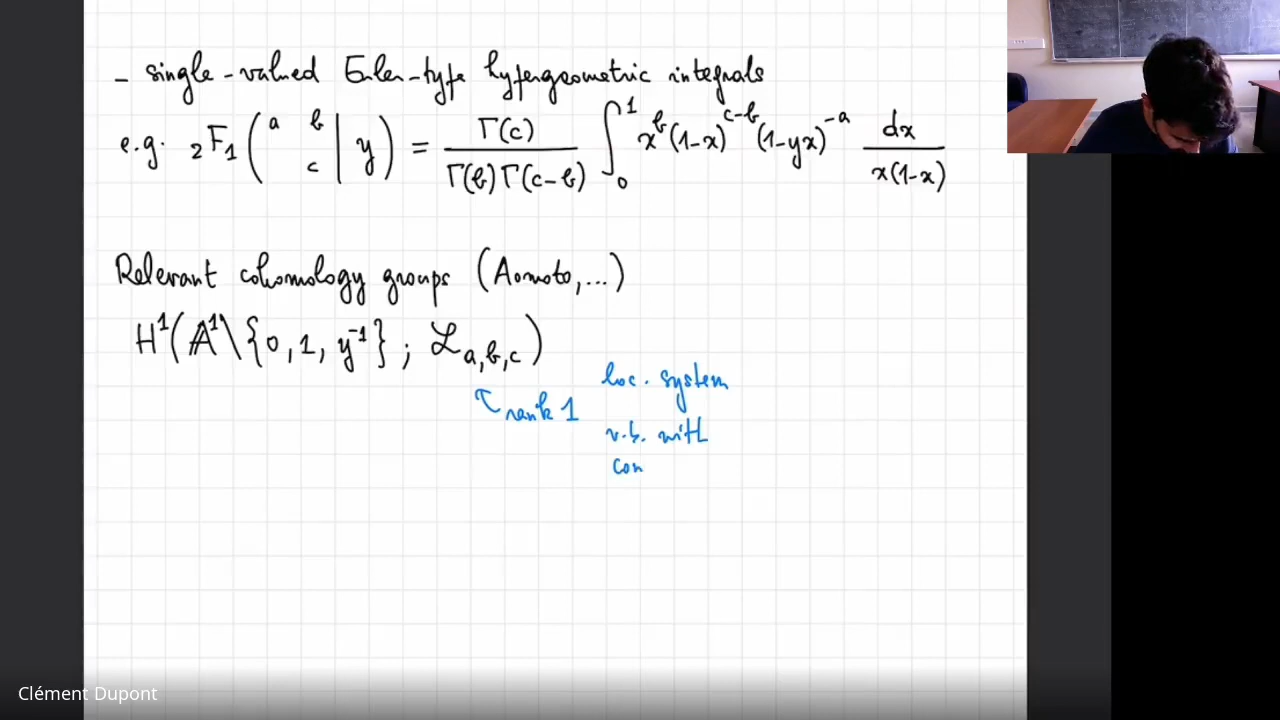 - single-valued Euler-type hypergeometric integrals
e.g. ₂F₁(a b c | y) = Γ(c) / Γ(b)Γ(c-b) ∫₀¹ x^b (1-x)^{c-b} (1-yx)^{-a} dx / x(1-x)
Relevant cohomology groups (Aomoto,...)
H¹(𝔸¹\{0,1,y⁻¹}; ℒ_{a,b,c})
loc. system
rank 1
v.b. with
con
Clément Dupont